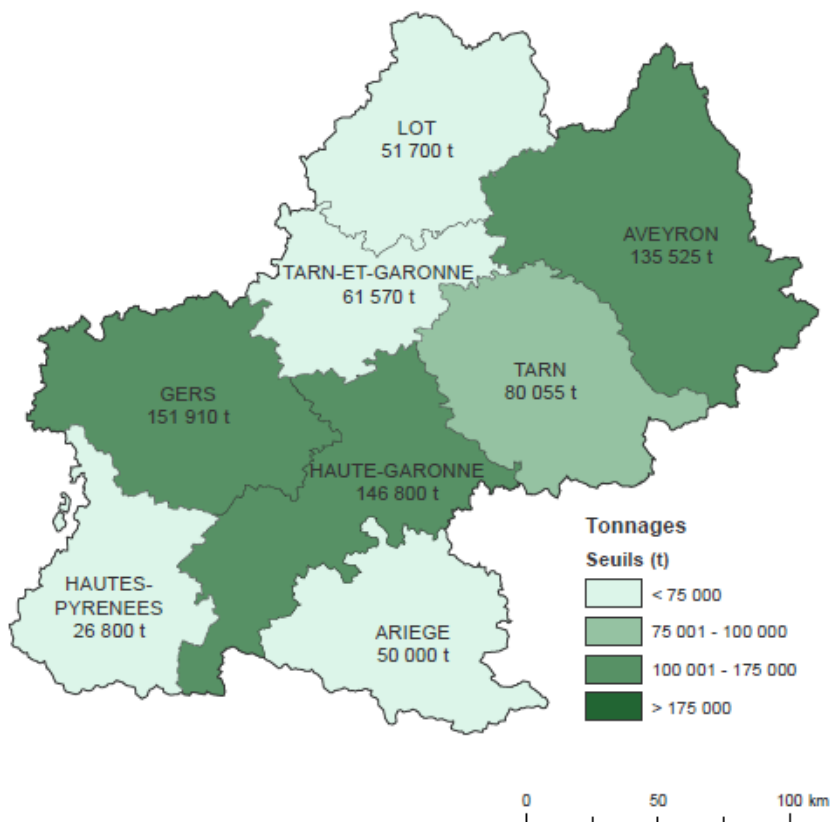 LOT
51 700 t
AVEYRON
135 525 t
TARN-ET-GARONNE
61 570 t
TARN
80 055 t
GERS
151 910 t
HAUTE-GARONNE
146 800 t
HAUTES-
PYRENEES
26 800 t
ARIEGE
50 000 t
Tonnages
Seuils (t)
< 75 000
75 001 - 100 000
100 001 - 175 000
> 175 000
0 50 100 km